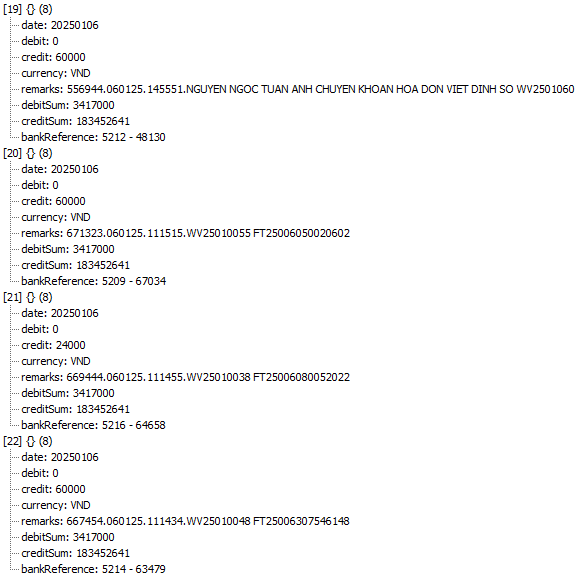 [19] {} (8)
date: 20250106
debit: 0
credit: 60000
currency: VND
remarks: 556944.060125.145551.NGUYEN NGOC TUAN ANH CHUYEN KHOAN HOA DON VIET DINH SO WV2501060
debitSum: 3417000
creditSum: 183452641
bankReference: 5212 - 48130
[20] {} (8)
date: 20250106
debit: 0
credit: 60000
currency: VND
remarks: 671323.060125.111515.WV25010055 FT25006050020602
debitSum: 3417000
creditSum: 183452641
bankReference: 5209 - 67034
[21] {} (8)
date: 20250106
debit: 0
credit: 24000
currency: VND
remarks: 669444.060125.111455.WV25010038 FT25006080052022
debitSum: 3417000
creditSum: 183452641
bankReference: 5216 - 64658
[22] {} (8)
date: 20250106
debit: 0
credit: 60000
currency: VND
remarks: 667454.060125.111434.WV25010048 FT25006307546148
debitSum: 3417000
creditSum: 183452641
bankReference: 5214 - 63479